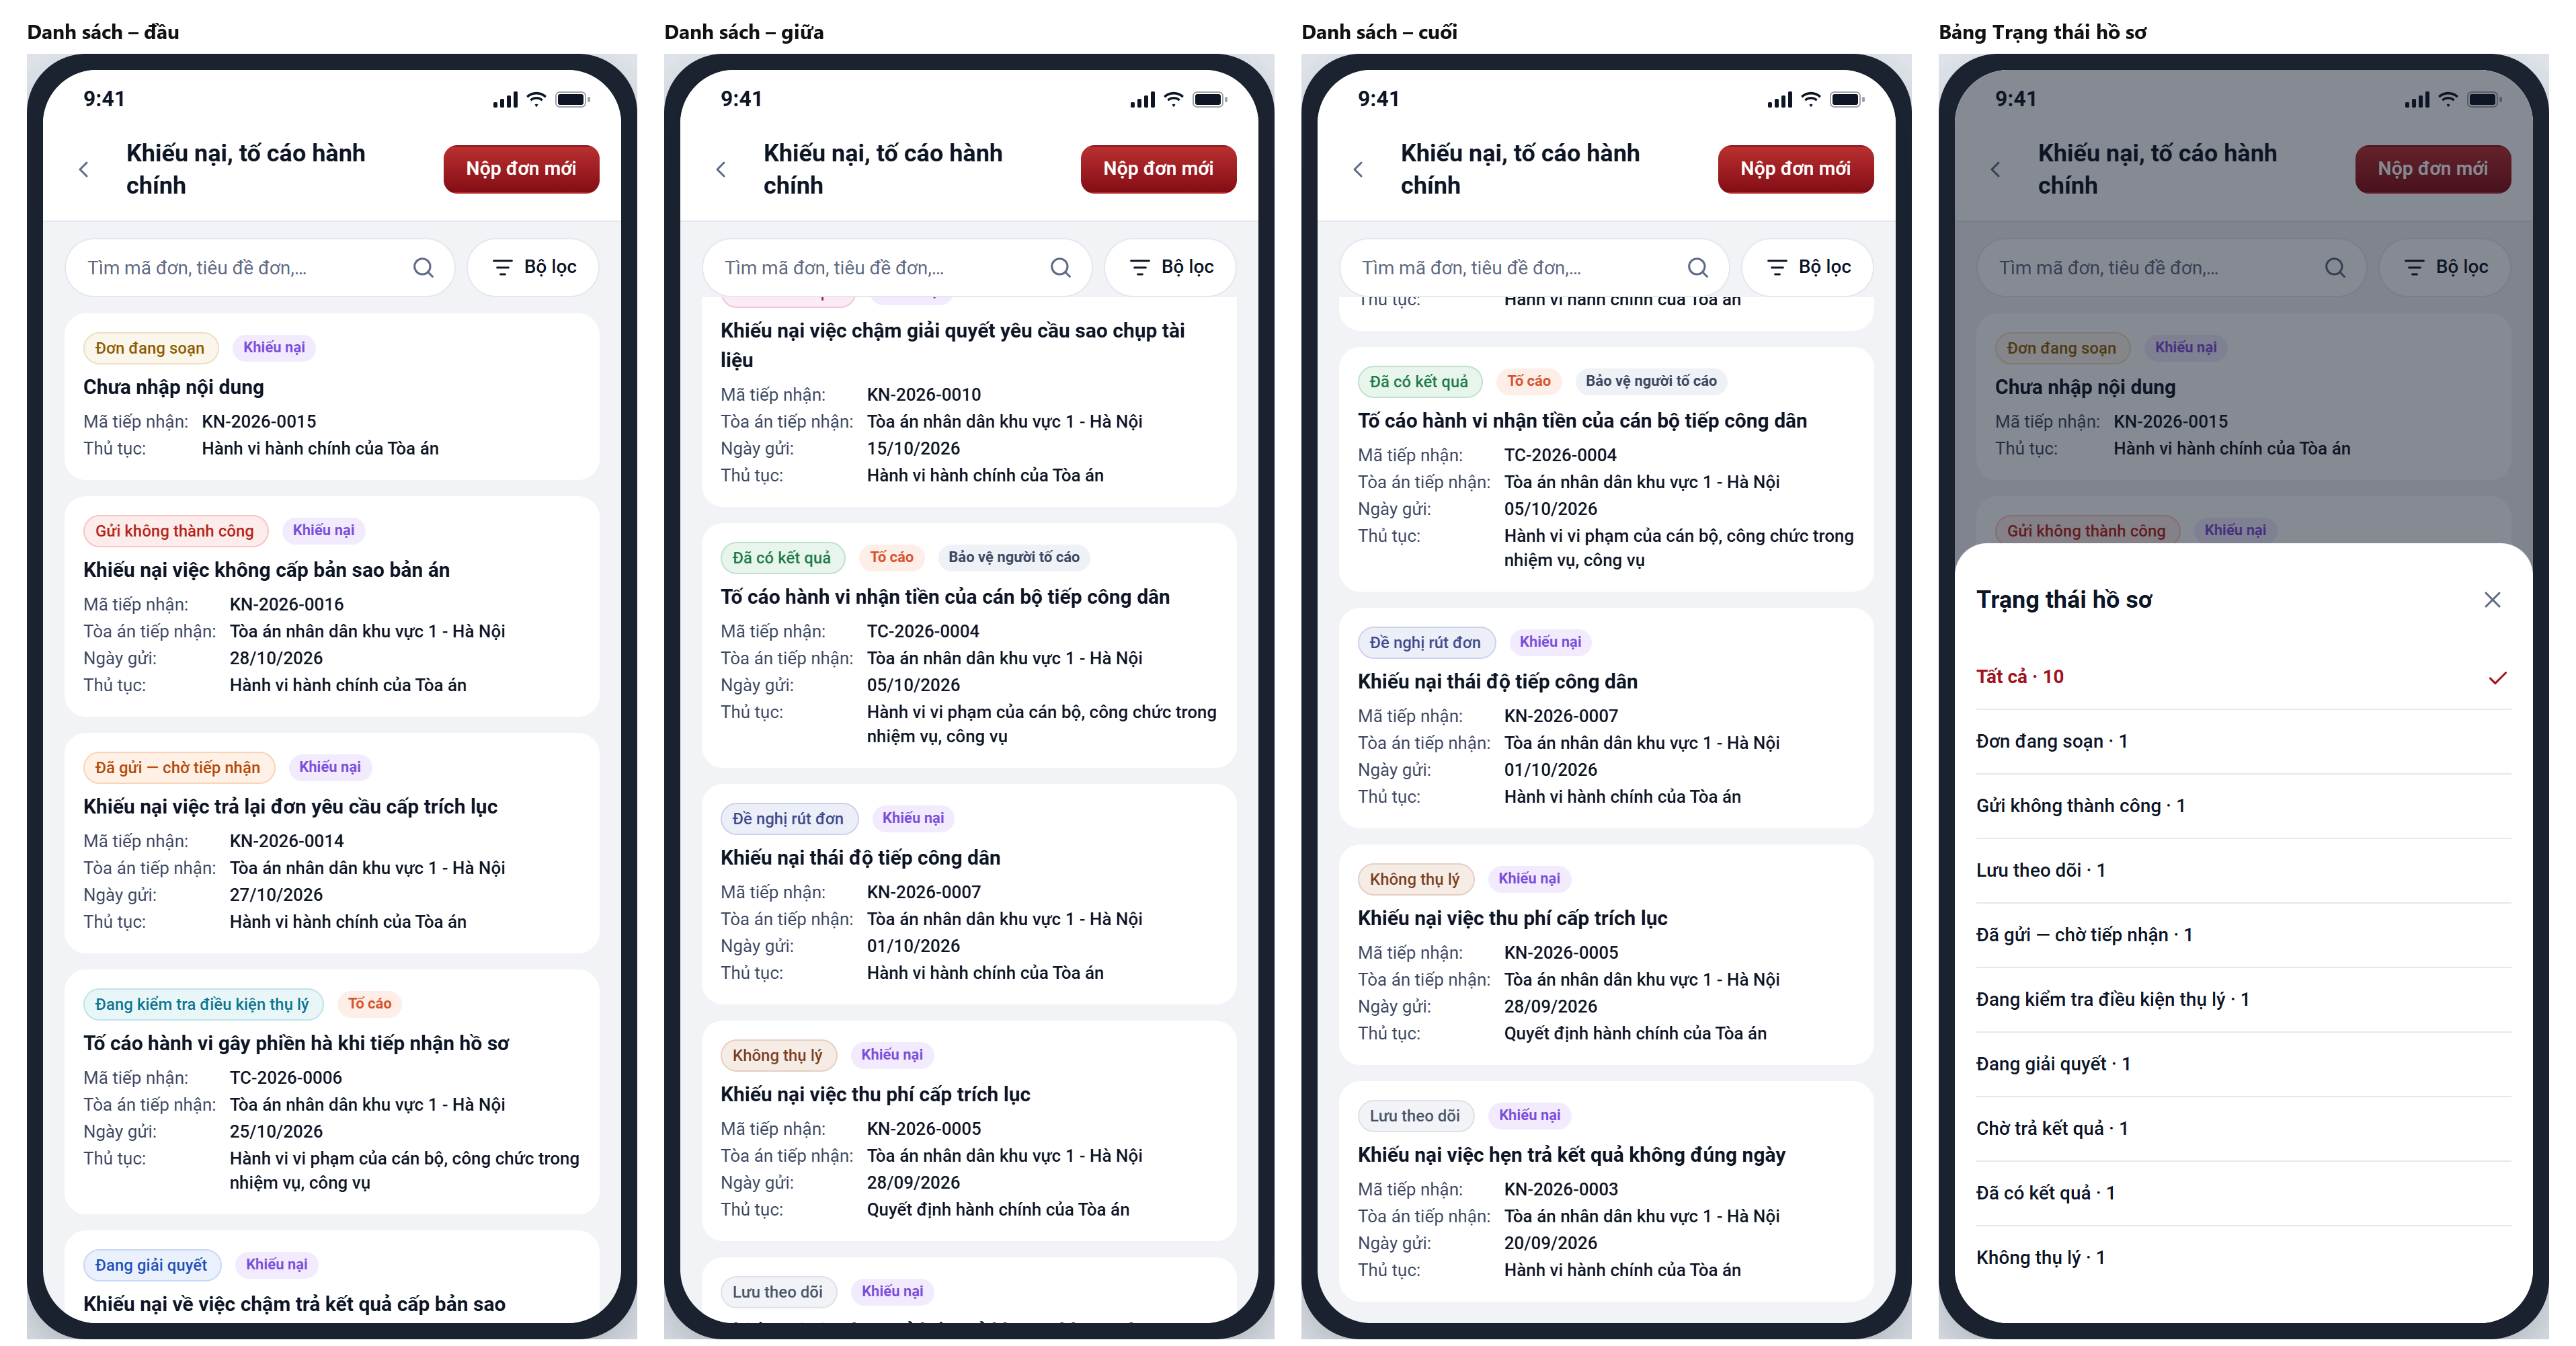 Danh sách – đầu
9:41
Khiếu nại, tố cáo hành
chính
Nộp đơn mới
Tìm mã đơn, tiêu đề đơn,...
Bộ lọc
Đơn đang soạn
Khiếu nại
Chưa nhập nội dung
Mã tiếp nhận: KN-2026-0015
Thủ tục: Hành vi hành chính của Tòa án
Gửi không thành công
Khiếu nại
Khiếu nại việc không cấp bản sao bản án
Mã tiếp nhận: KN-2026-0016
Tòa án tiếp nhận: Tòa án nhân dân khu vực 1 - Hà Nội
Ngày gửi: 28/10/2026
Thủ tục: Hành vi hành chính của Tòa án
Đã gửi — chờ tiếp nhận
Khiếu nại
Khiếu nại việc trả lại đơn yêu cầu cấp trích lục
Mã tiếp nhận: KN-2026-0014
Tòa án tiếp nhận: Tòa án nhân dân khu vực 1 - Hà Nội
Ngày gửi: 27/10/2026
Thủ tục: Hành vi hành chính của Tòa án
Đang kiểm tra điều kiện thụ lý
Tố cáo
Tố cáo hành vi gây phiền hà khi tiếp nhận hồ sơ
Mã tiếp nhận: TC-2026-0006
Tòa án tiếp nhận: Tòa án nhân dân khu vực 1 - Hà Nội
Ngày gửi: 25/10/2026
Thủ tục: Hành vi vi phạm của cán bộ, công chức trong
nhiệm vụ, công vụ
Đang giải quyết
Khiếu nại
Khiếu nại về việc chậm trả kết quả cấp bản sao
Danh sách – giữa
9:41
Khiếu nại, tố cáo hành
chính
Nộp đơn mới
Tìm mã đơn, tiêu đề đơn,...
Bộ lọc
Khiếu nại việc chậm giải quyết yêu cầu sao chụp tài
liệu
Mã tiếp nhận: KN-2026-0010
Tòa án tiếp nhận: Tòa án nhân dân khu vực 1 - Hà Nội
Ngày gửi: 15/10/2026
Thủ tục: Hành vi hành chính của Tòa án
Đã có kết quả
Tố cáo
Bảo vệ người tố cáo
Tố cáo hành vi nhận tiền của cán bộ tiếp công dân
Mã tiếp nhận: TC-2026-0004
Tòa án tiếp nhận: Tòa án nhân dân khu vực 1 - Hà Nội
Ngày gửi: 05/10/2026
Thủ tục: Hành vi vi phạm của cán bộ, công chức trong
nhiệm vụ, công vụ
Đề nghị rút đơn
Khiếu nại
Khiếu nại thái độ tiếp công dân
Mã tiếp nhận: KN-2026-0007
Tòa án tiếp nhận: Tòa án nhân dân khu vực 1 - Hà Nội
Ngày gửi: 01/10/2026
Thủ tục: Hành vi hành chính của Tòa án
Không thụ lý
Khiếu nại
Khiếu nại việc thu phí cấp trích lục
Mã tiếp nhận: KN-2026-0005
Tòa án tiếp nhận: Tòa án nhân dân khu vực 1 - Hà Nội
Ngày gửi: 28/09/2026
Thủ tục: Quyết định hành chính của Tòa án
Lưu theo dõi
Khiếu nại
Danh sách – cuối
9:41
Khiếu nại, tố cáo hành
chính
Nộp đơn mới
Tìm mã đơn, tiêu đề đơn,...
Bộ lọc
Thủ tục: Hành vi hành chính của Tòa án
Đã có kết quả
Tố cáo
Bảo vệ người tố cáo
Tố cáo hành vi nhận tiền của cán bộ tiếp công dân
Mã tiếp nhận: TC-2026-0004
Tòa án tiếp nhận: Tòa án nhân dân khu vực 1 - Hà Nội
Ngày gửi: 05/10/2026
Thủ tục: Hành vi vi phạm của cán bộ, công chức trong
nhiệm vụ, công vụ
Đề nghị rút đơn
Khiếu nại
Khiếu nại thái độ tiếp công dân
Mã tiếp nhận: KN-2026-0007
Tòa án tiếp nhận: Tòa án nhân dân khu vực 1 - Hà Nội
Ngày gửi: 01/10/2026
Thủ tục: Hành vi hành chính của Tòa án
Không thụ lý
Khiếu nại
Khiếu nại việc thu phí cấp trích lục
Mã tiếp nhận: KN-2026-0005
Tòa án tiếp nhận: Tòa án nhân dân khu vực 1 - Hà Nội
Ngày gửi: 28/09/2026
Thủ tục: Quyết định hành chính của Tòa án
Lưu theo dõi
Khiếu nại
Khiếu nại việc hẹn trả kết quả không đúng ngày
Mã tiếp nhận: KN-2026-0003
Tòa án tiếp nhận: Tòa án nhân dân khu vực 1 - Hà Nội
Ngày gửi: 20/09/2026
Thủ tục: Hành vi hành chính của Tòa án
Bảng Trạng thái hồ sơ
9:41
Khiếu nại, tố cáo hành
chính
Nộp đơn mới
Tìm mã đơn, tiêu đề đơn,...
Bộ lọc
Đơn đang soạn
Khiếu nại
Chưa nhập nội dung
Mã tiếp nhận: KN-2026-0015
Thủ tục: Hành vi hành chính của Tòa án
Gửi không thành công
Khiếu nại
Trạng thái hồ sơ
Tất cả · 10
Đơn đang soạn · 1
Gửi không thành công · 1
Lưu theo dõi · 1
Đã gửi — chờ tiếp nhận · 1
Đang kiểm tra điều kiện thụ lý · 1
Đang giải quyết · 1
Chờ trả kết quả · 1
Đã có kết quả · 1
Không thụ lý · 1